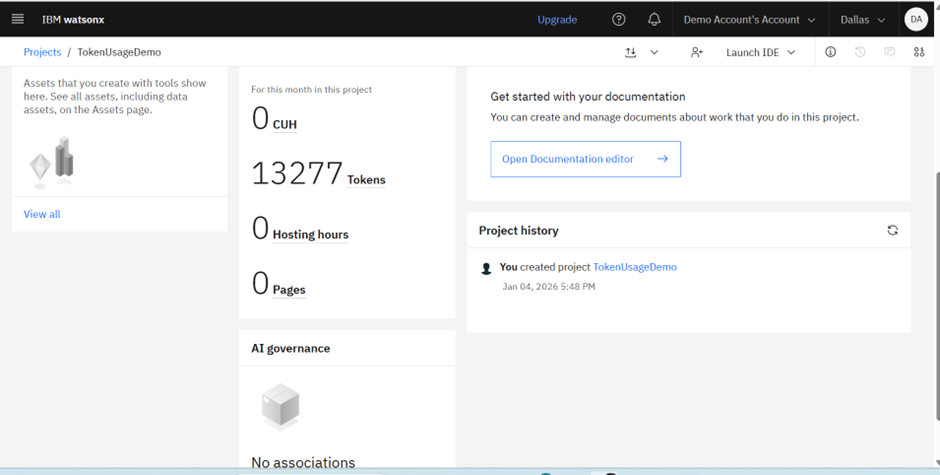 IBM watsonx
Upgrade
Demo Account's Account
Dallas
DA
Projects / TokenUsageDemo
Launch IDE
Assets that you create with tools show
here. See all assets, including data
assets, on the Assets page.
View all
For this month in this project
0 CUH
13277 Tokens
0 Hosting hours
0 Pages
AI governance
No associations
Get started with your documentation
You can create and manage documents about work that you do in this project.
Open Documentation editor
Project history
You created project TokenUsageDemo
Jan 04, 2026 5:48 PM